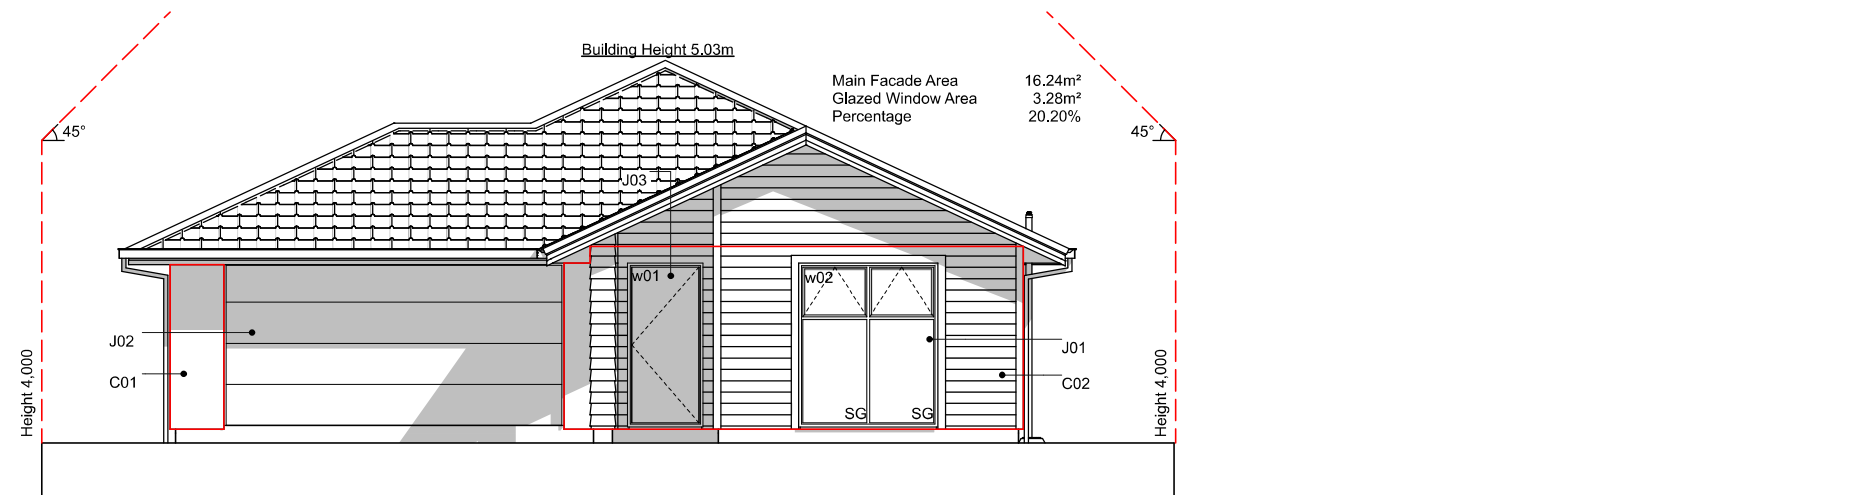 Building Height 5.03m
Main Facade Area 16.24m²
Glazed Window Area 3.28m²
Percentage 20.20%
45°
45°
J03
w01
w02
J02
J01
C01
C02
Height 4,000
Height 4,000
SG
SG